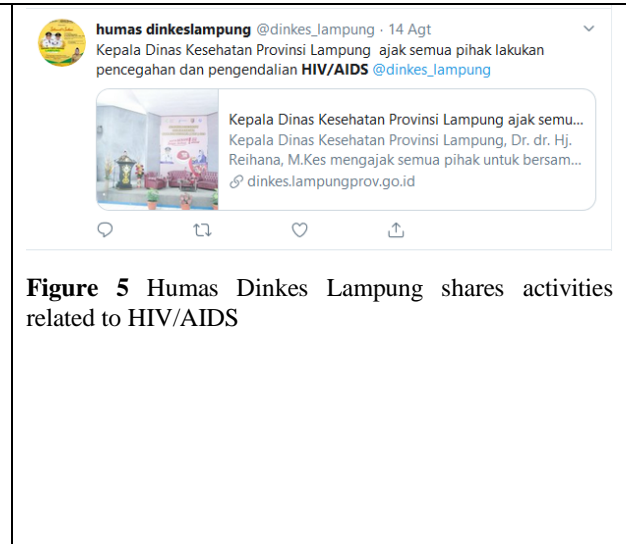 humas dinkeslampung @dinkes_lampung · 14 Agt
Kepala Dinas Kesehatan Provinsi Lampung ajak semua pihak lakukan
pencegahan dan pengendalian HIV/AIDS @dinkes_lampung
Kepala Dinas Kesehatan Provinsi Lampung ajak semu...
Kepala Dinas Kesehatan Provinsi Lampung, Dr. dr. Hj.
Reihana, M.Kes mengajak semua pihak untuk bersam...
dinkes.lampungprov.go.id
Figure 5 Humas Dinkes Lampung shares activities
related to HIV/AIDS